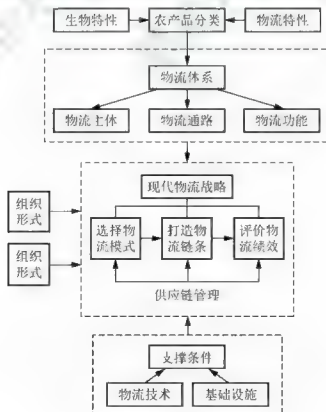 生物特性 农产品分类 物流特性
物流体系
物流主体 物流通路 物流功能
现代物流战略
组织
形式
选择物
流模式
打造物
流链条
评价物
流绩效
组织
形式
供应链管理
支撑条件
物流技术 基础设施